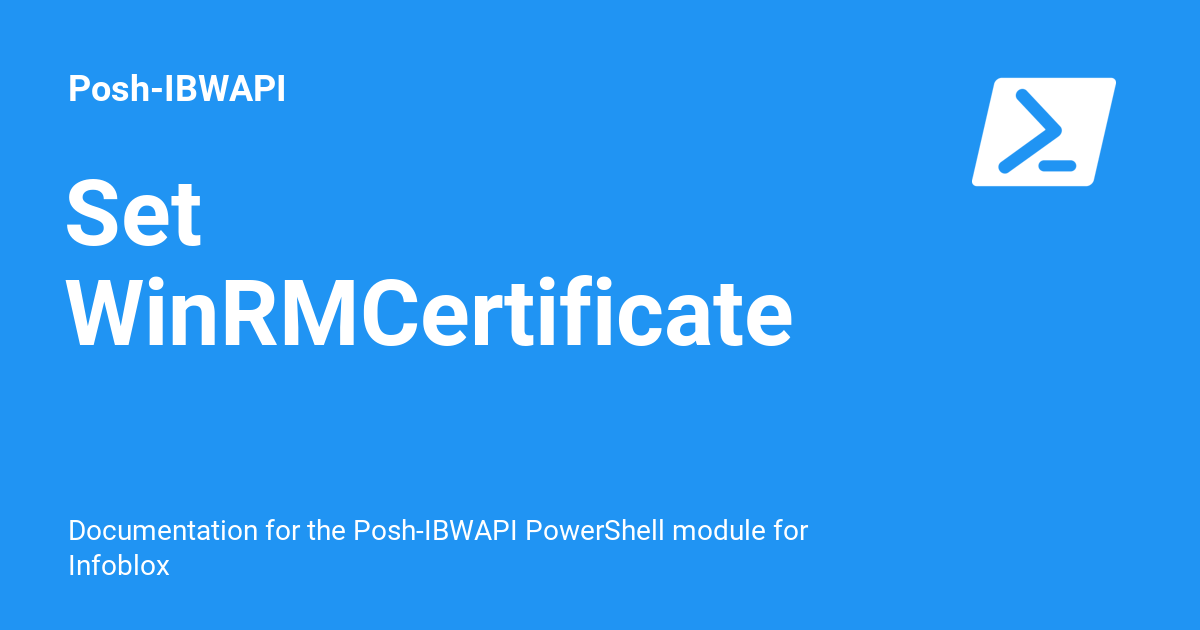 Posh-IBWAPI
Set
WinRMCertificate
Documentation for the Posh-IBWAPI PowerShell module for
Infoblox